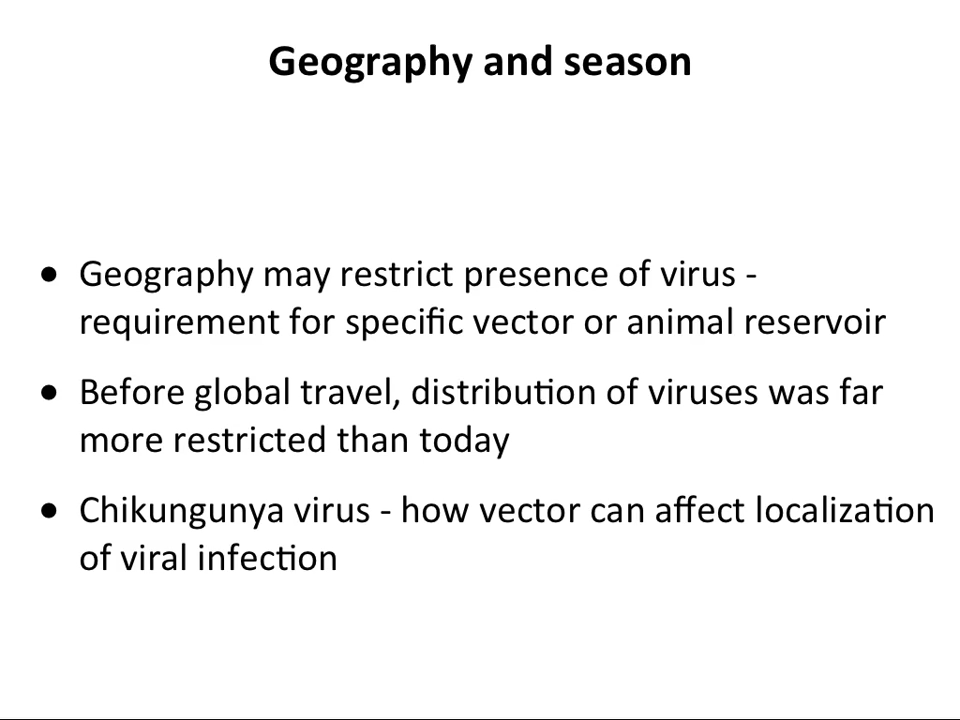 Geography and season
• Geography may restrict presence of virus -
requirement for specific vector or animal reservoir
• Before global travel, distribution of viruses was far
more restricted than today
• Chikungunya virus - how vector can affect localization
of viral infection